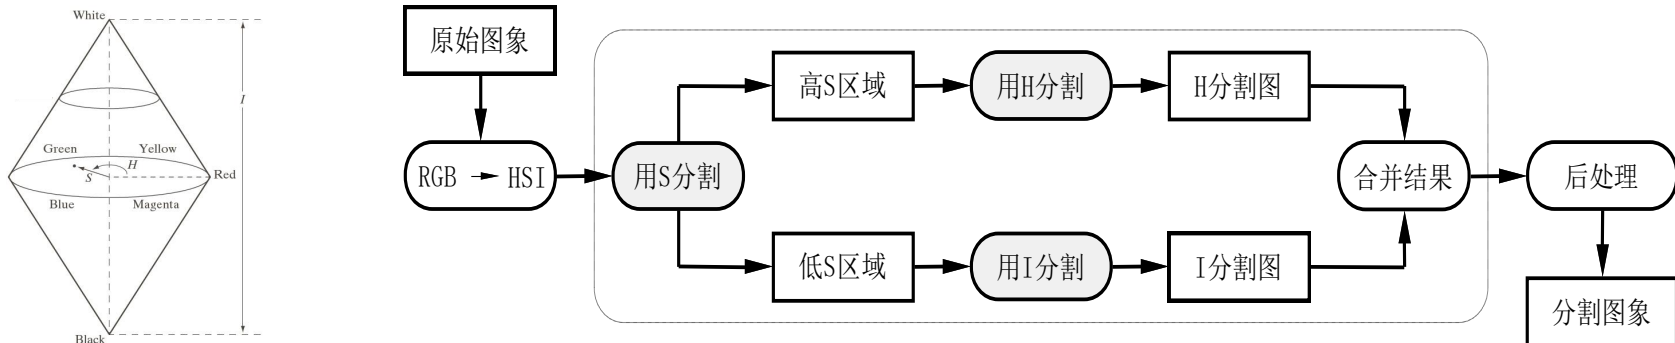 White
I
Green
Yellow
H
S
Red
Blue
Magenta
Black
原始图象
RGB → HSI
用S分割
高S区域
用H分割
H分割图
低S区域
用I分割
I分割图
合并结果
后处理
分割图象